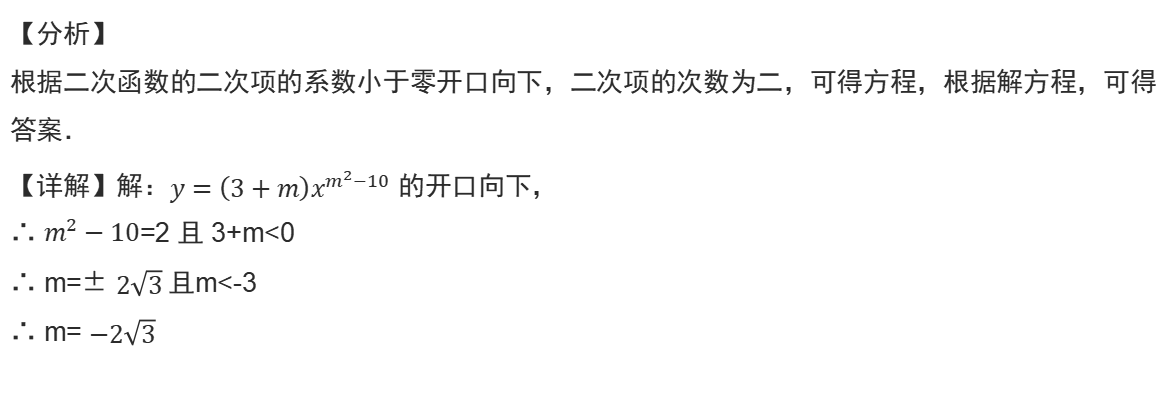 【分析】
根据二次函数的二次项的系数小于零开口向下，二次项的次数为二，可得方程，根据解方程，可得
答案．
【详解】解：y = (3 + m)x^{m²−10} 的开口向下，
∴ m² − 10=2 且 3+m<0
∴ m=± 2√3 且m<-3
∴ m= −2√3